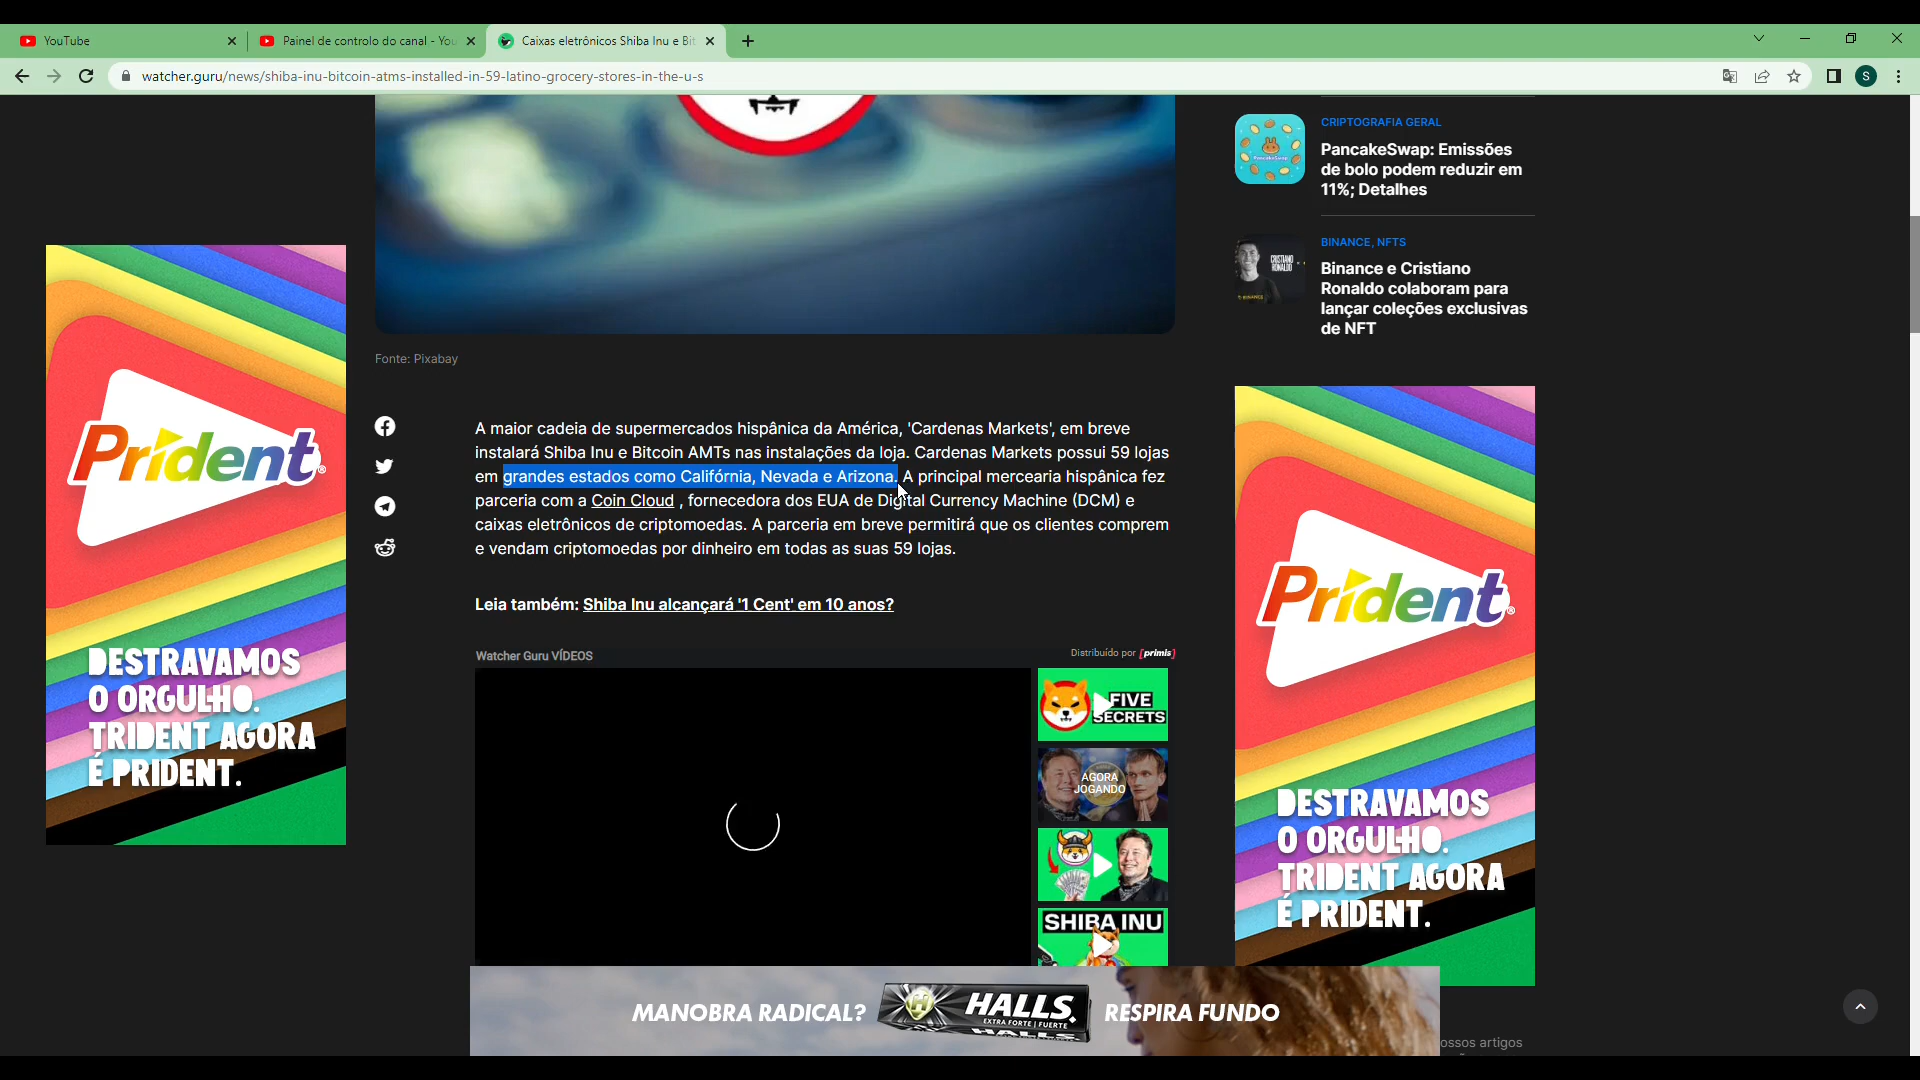 YouTube
Painel de controlo do canal - You
Caixas eletrônicos Shiba Inu e Bit
watcher.guru/news/shiba-inu-bitcoin-atms-installed-in-59-latino-grocery-stores-in-the-u-s
S
CRIPTOGRAFIA GERAL
PancakeSwap: Emissões
de bolo podem reduzir em
11%; Detalhes
PancakeSwap
BINANCE, NFTS
Binance e Cristiano
Ronaldo colaboram para
lançar coleções exclusivas
de NFT
CRISTIANO
RONALDO
Fonte: Pixabay
A maior cadeia de supermercados hispânica da América, 'Cardenas Markets', em breve
instalará Shiba Inu e Bitcoin AMTs nas instalações da loja. Cardenas Markets possui 59 lojas
em grandes estados como Califórnia, Nevada e Arizona. A principal mercearia hispânica fez
parceria com a Coin Cloud , fornecedora dos EUA de Digital Currency Machine (DCM) e
caixas eletrônicos de criptomoedas. A parceria em breve permitirá que os clientes comprem
e vendam criptomoedas por dinheiro em todas as suas 59 lojas.
Leia também: Shiba Inu alcançará '1 Cent' em 10 anos?
Watcher Guru VÍDEOS
Distribuído por [primis]
FIVE
SECRETS
AGORA
JOGANDO
SHIBA INU
Prident®
DESTRAVAMOS
O ORGULHO.
TRIDENT AGORA
É PRIDENT.
Prident®
DESTRAVAMOS
O ORGULHO.
TRIDENT AGORA
É PRIDENT.
MANOBRA RADICAL?
HALLS
EXTRA FORTE | FUERTE
RESPIRA FUNDO
ossos artigos